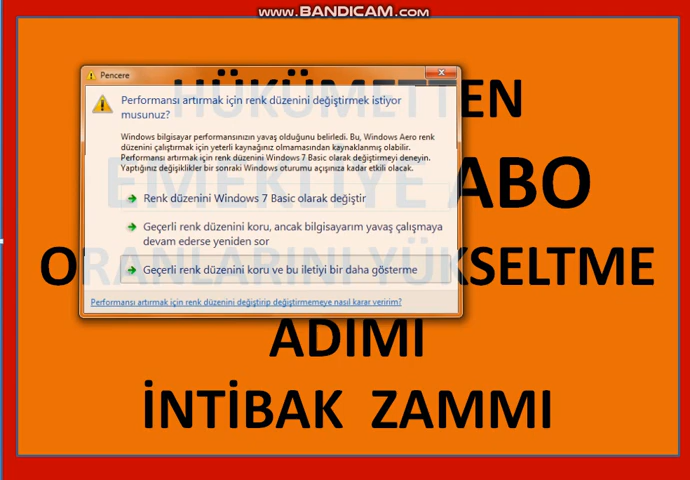 www.BANDICAM.com
Pencere
Performansı artırmak için renk düzenini değiştirmek istiyor
musunuz?
Windows bilgisayar performansınızın yavaş olduğunu belirledi. Bu, Windows Aero renk
düzenini çalıştırmak için yeterli kaynağınız olmamasından kaynaklanmış olabilir.
Performansı artırmak için renk düzenini Windows 7 Basic olarak değiştirmeyi deneyin.
Yaptığınız değişiklikler bir sonraki Windows oturumu açışınıza kadar etkili olacak.
Renk düzenini Windows 7 Basic olarak değiştir
Geçerli renk düzenini koru, ancak bilgisayarım yavaş çalışmaya
devam ederse yeniden sor
Geçerli renk düzenini koru ve bu iletiyi bir daha gösterme
Performansı artırmak için renk düzenini değiştirip değiştirmemeye nasıl karar veririm?
HÜKÜMETTEN
EMEKLİYE ABO
ORANLARINI YÜKSELTME
ADIMI
İNTİBAK ZAMMI